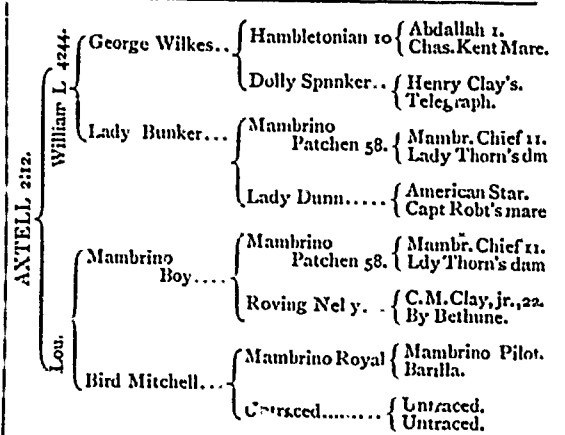 AXTELL 2:12.
William L 4244.
George Wilkes..
Hambletonian 10
Abdallah 1.
Chas. Kent Mare.
Dolly Spnnker..
Henry Clay's.
Telegraph.
Lady Bunker...
Mambrino
Patchen 58.
Mambr. Chief 11.
Lady Thorn's dm
Lady Dunn.....
American Star.
Capt Robt's mare
Lou.
Mambrino
Boy....
Mambrino
Patchen 58.
Mambr. Chief 11.
Ldy Thorn's dam
Roving Nel y. .
C.M. Clay, jr., 22.
By Bethune.
Bird Mitchell...
Mambrino Royal
Mambrino Pilot.
Barilla.
Untraced.........
Untraced.
Untraced.